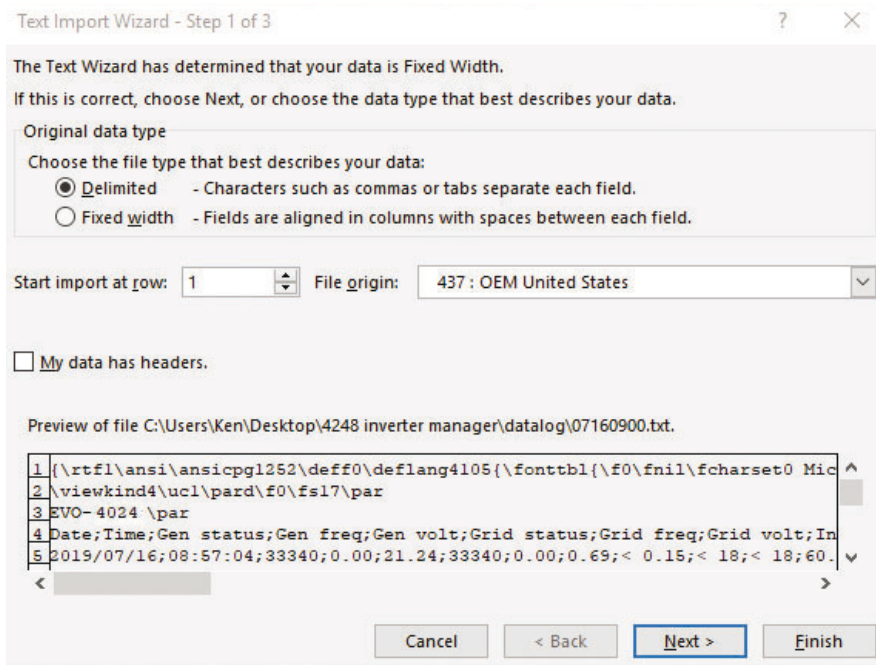 Text Import Wizard - Step 1 of 3 ?
The Text Wizard has determined that your data is Fixed Width.
If this is correct, choose Next, or choose the data type that best describes your data.
Original data type
Choose the file type that best describes your data:
Delimited - Characters such as commas or tabs separate each field.
Fixed width - Fields are aligned in columns with spaces between each field.
Start import at row: 1 File origin: 437 : OEM United States
My data has headers.
Preview of file C:\Users\Ken\Desktop\4248 inverter manager\datalog\07160900.txt.
1 {\rtf1\ansi\ansicpg1252\deff0\deflang4105{\fonttbl{\f0\fnil\fcharset0 Mic
2 \viewkind4\uc1\pard\f0\fs17\par
3 EVO-4024 \par
4 Date;Time;Gen status;Gen freq;Gen volt;Grid status;Grid freq;Grid volt;In
5 2019/07/16;08:57:04;33340;0.00;21.24;33340;0.00;0.69;< 0.15;< 18;< 18;60.
Cancel < Back Next > Finish